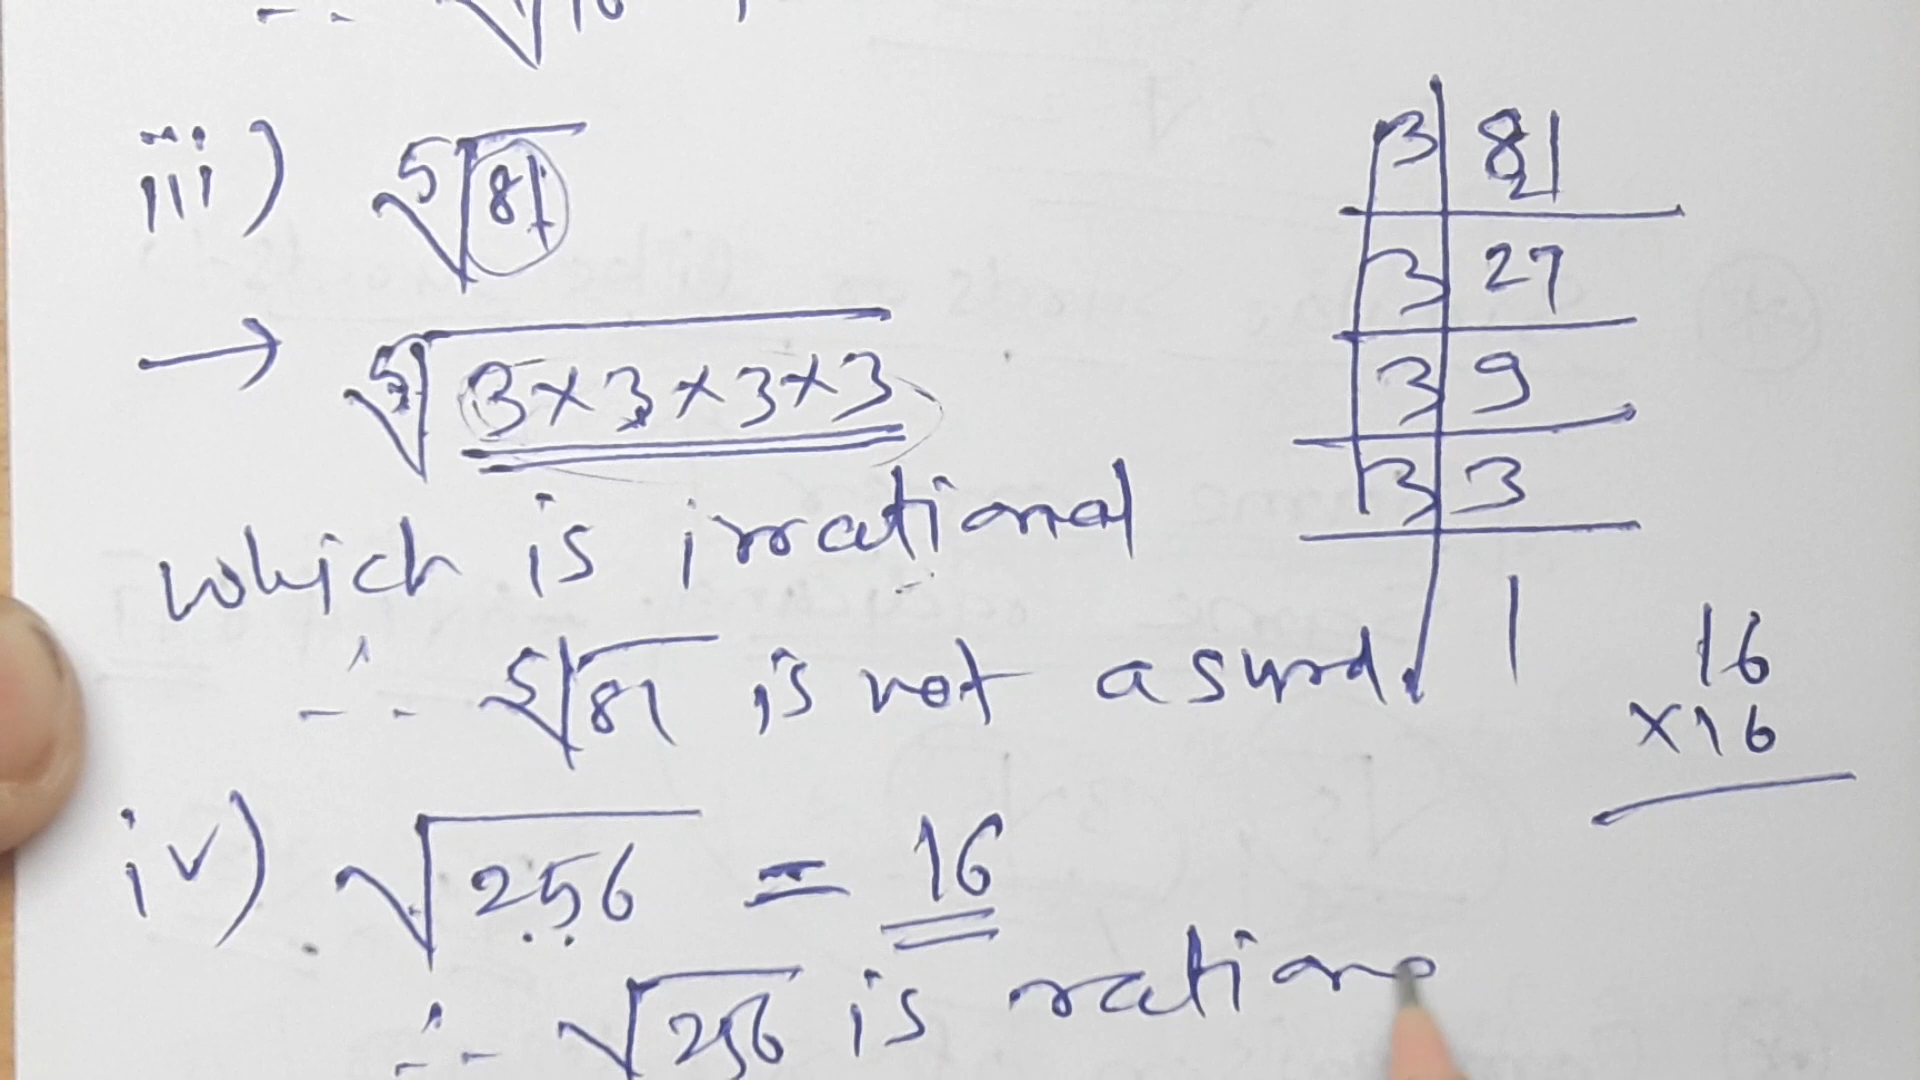 iii) ⁵√81
→ ⁵√3×3×3×3
which is irrational
∴ ⁵√81 is not a surd.
iv) √256 = 16
∴ √256 is rationa
3 | 81
3 | 27
3 | 9
3 | 3
1
16
×16